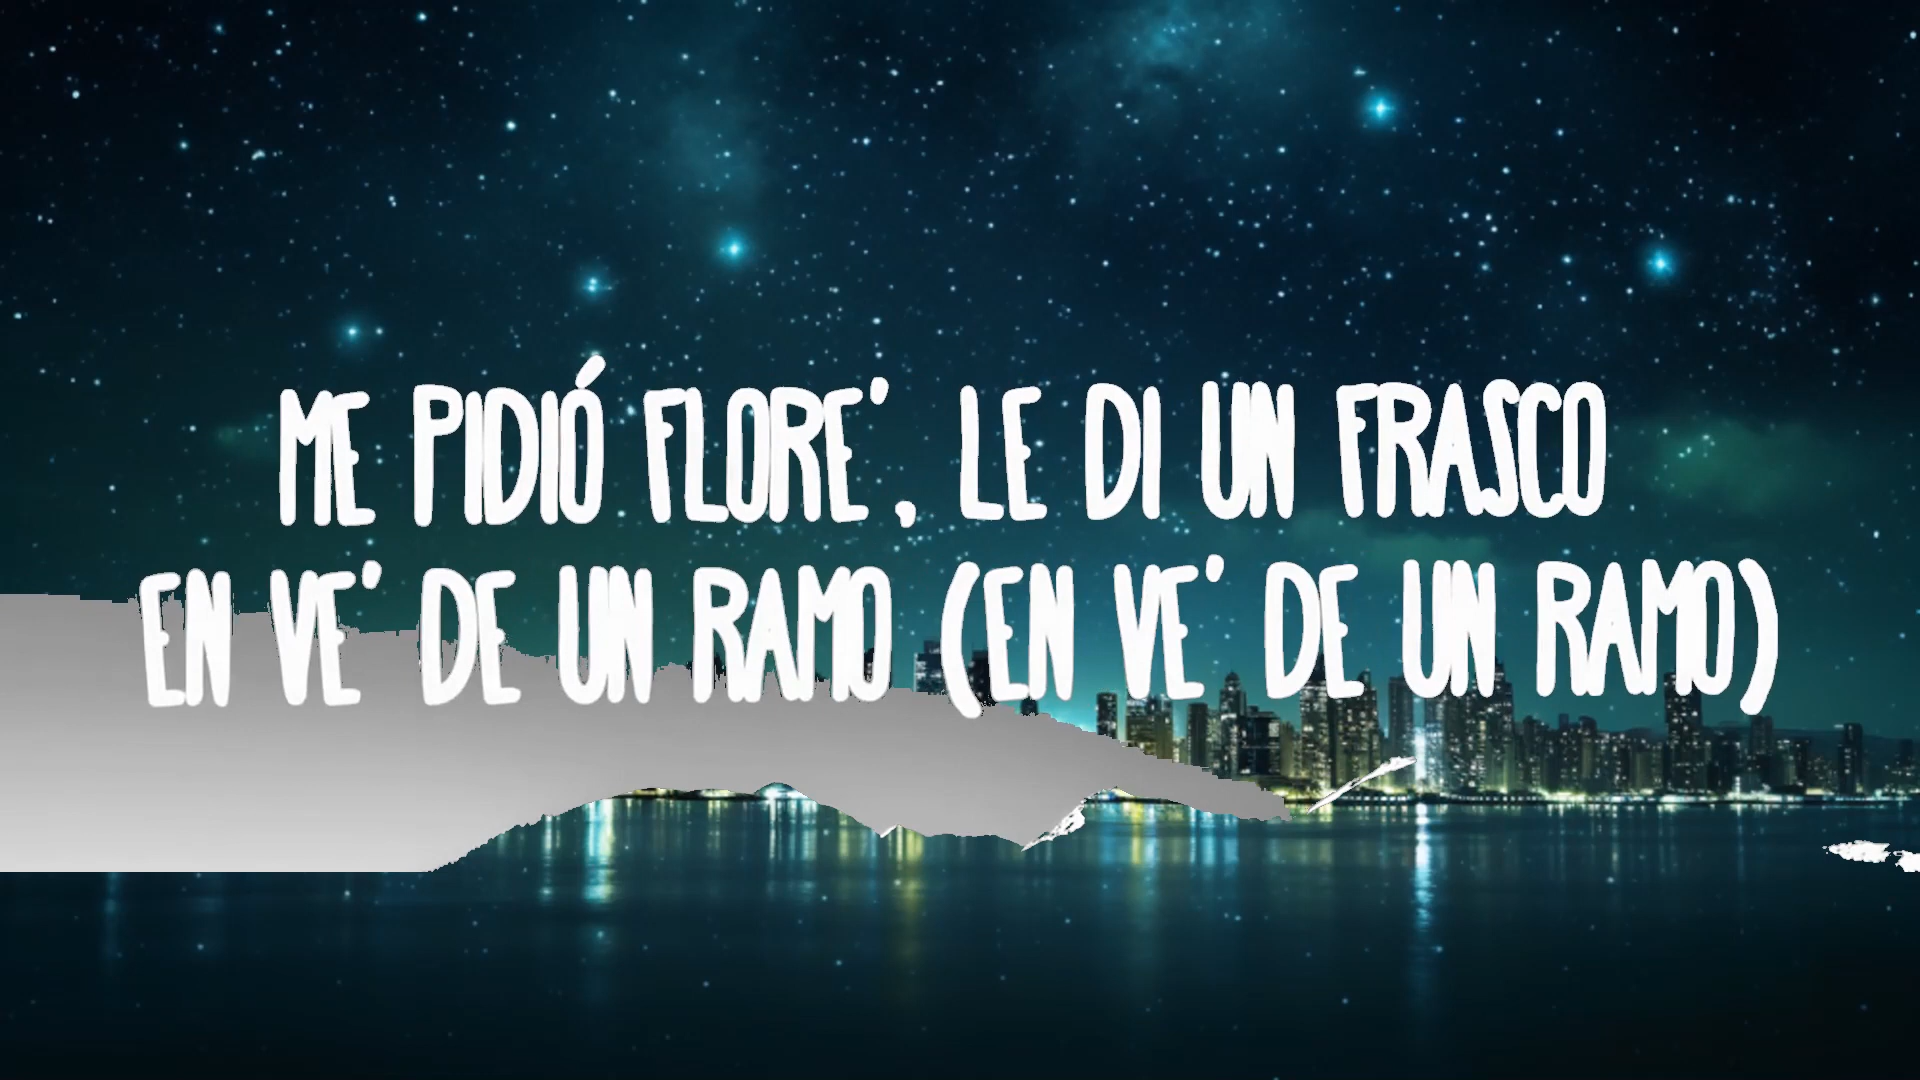 ME PIDIÓ FLORE', LE DI UN FRASCO
EN VE' DE UN RAMO (EN VE' DE UN RAMO)